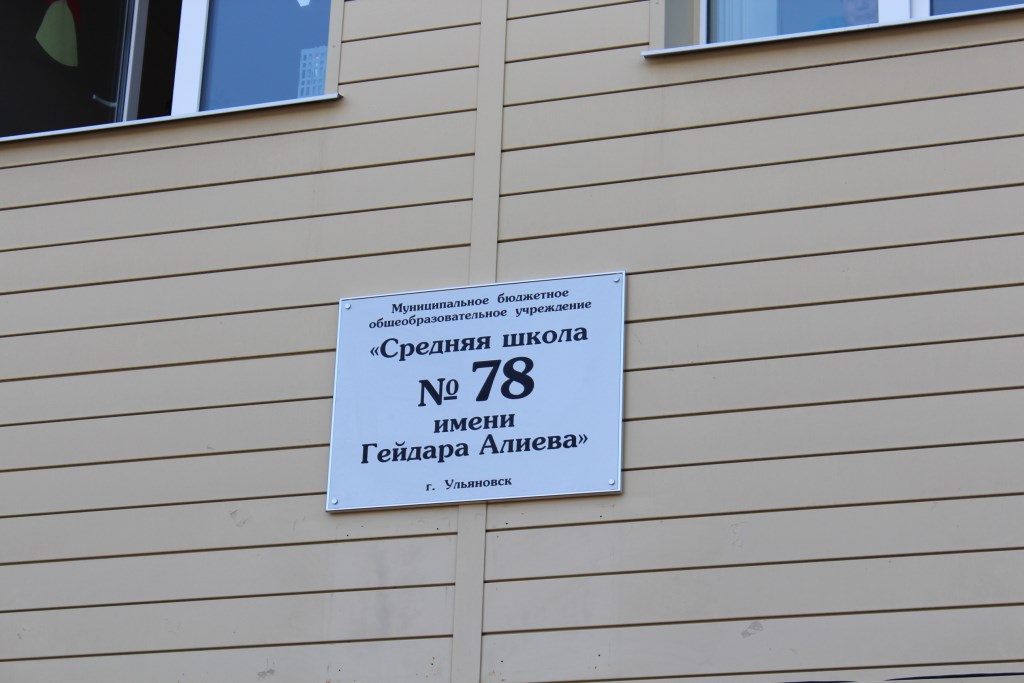 Муниципальное бюджетное
общеобразовательное учреждение
«Средняя школа
№ 78
имени
Гейдара Алиева»
г. Ульяновск